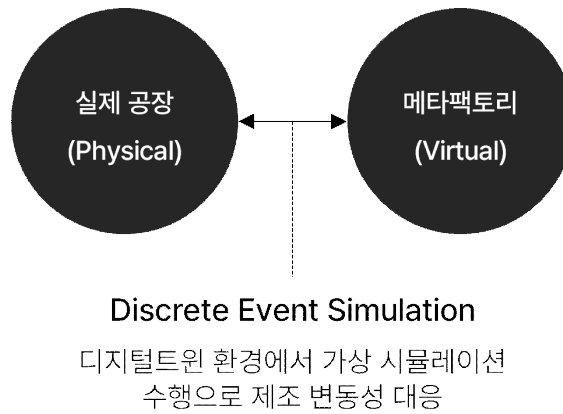 실제 공장
(Physical)
메타팩토리
(Virtual)
Discrete Event Simulation
디지털트윈 환경에서 가상 시뮬레이션
수행으로 제조 변동성 대응